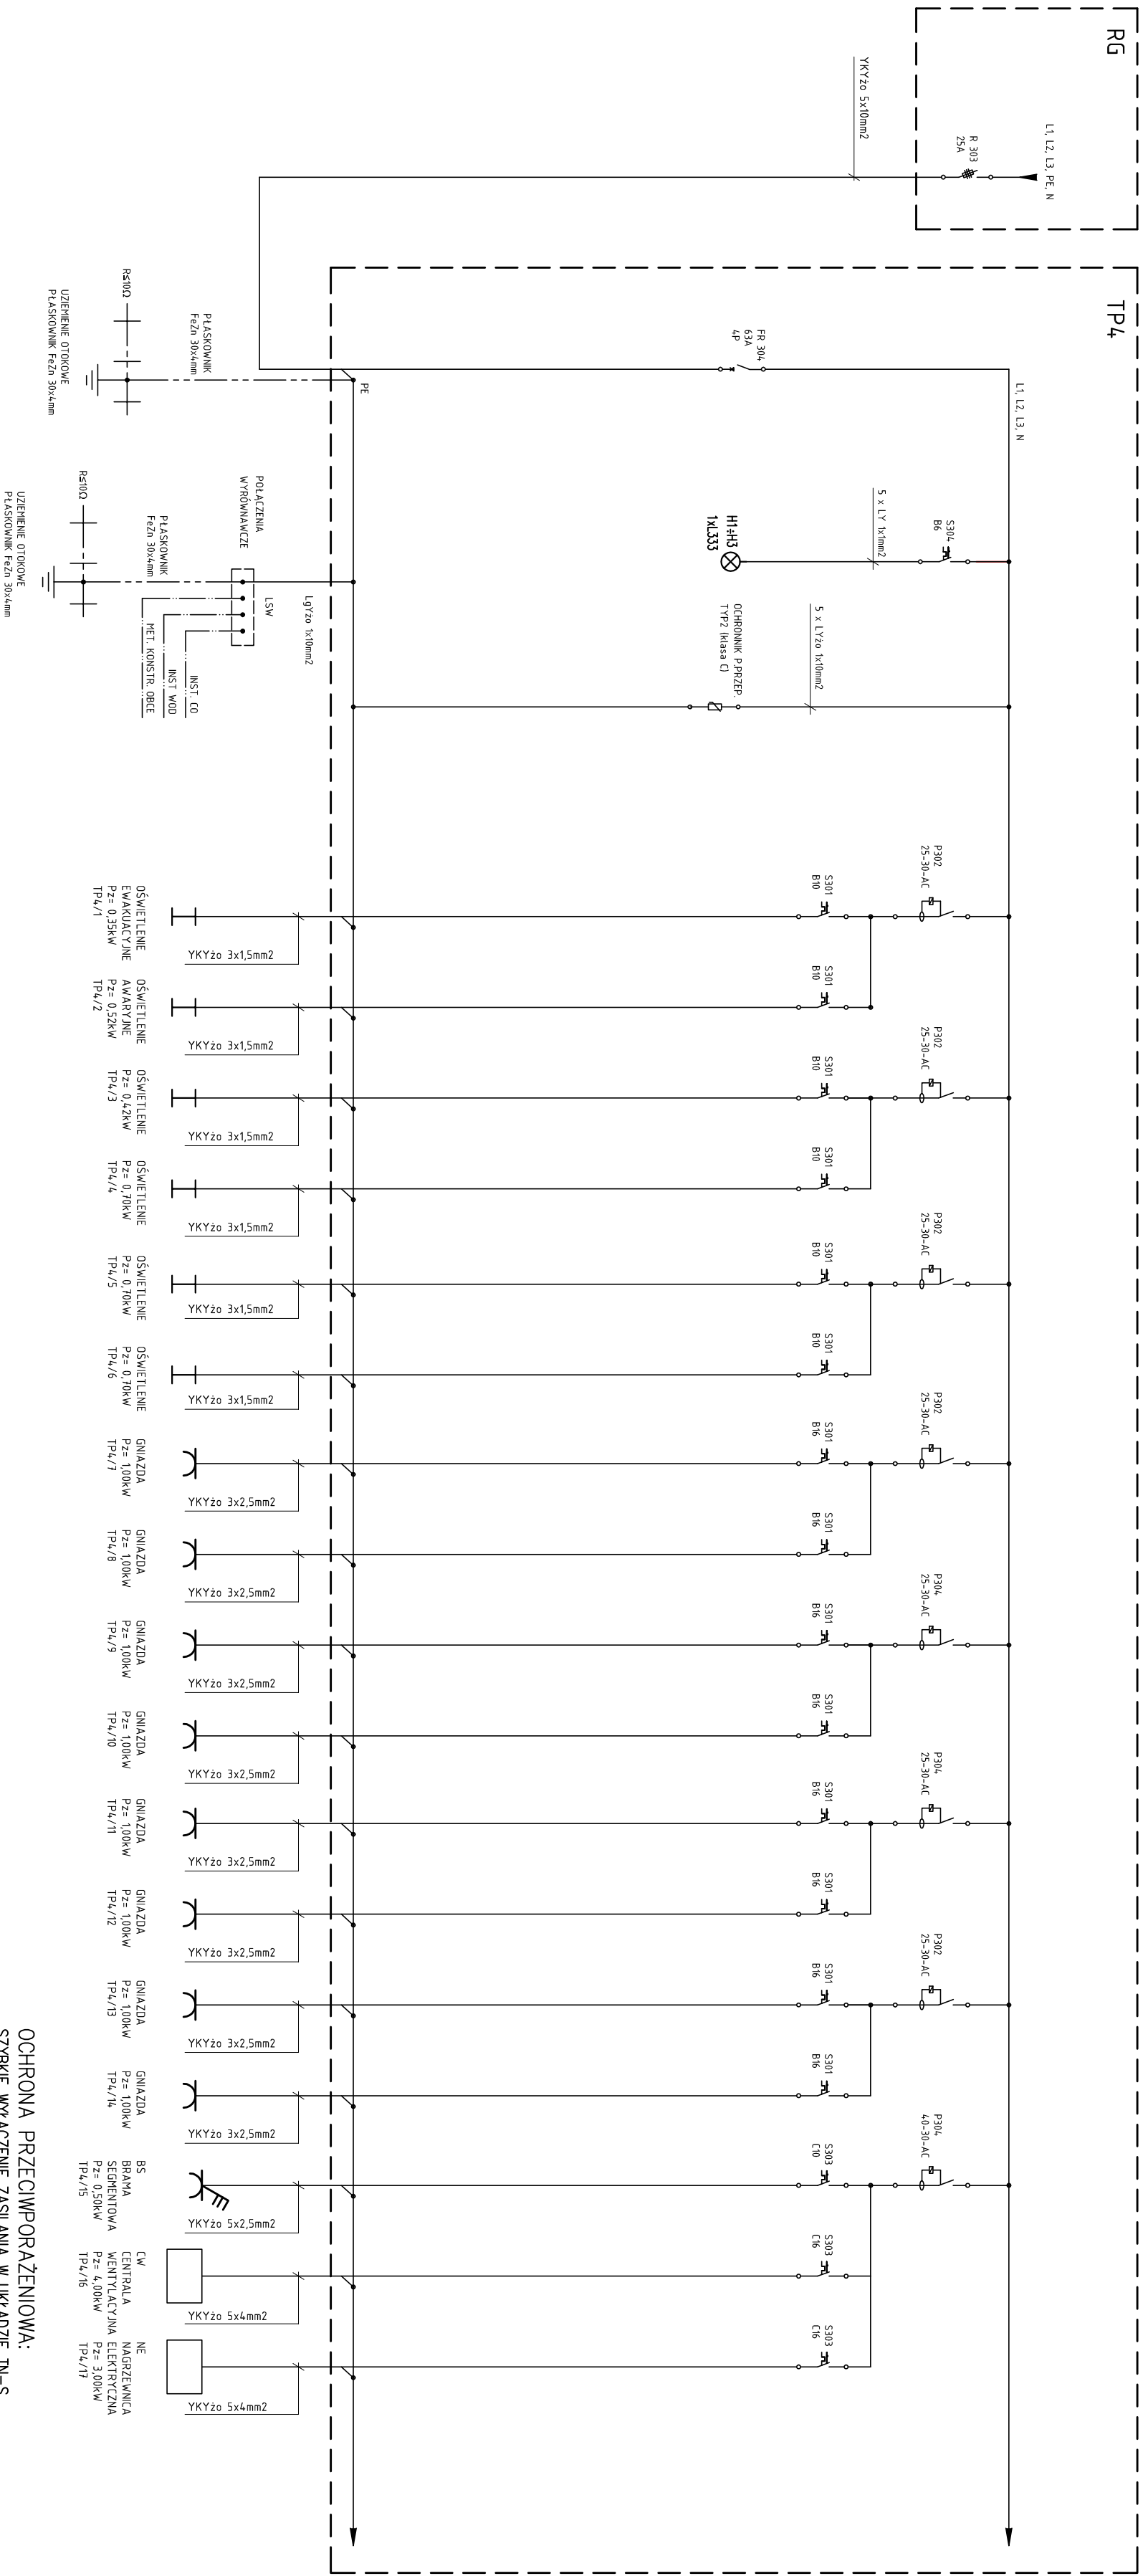 RG
L1, L2, L3, PE, N
R 303
25A
YKYżo 5x10mm2
TP4
L1, L2, L3, N
FR 304
63A
4P
PE
PŁASKOWNIK
FeZn 30x4mm
R≤10Ω
UZIEMIENIE OTOKOWE
PŁASKOWNIK FeZn 30x4mm
S304
B6
5 x LY 1x1mm2
H1÷H3
1xL333
5 x LYżo 1x10mm2
OCHRONNIK P.PRZEP.
TYP2 (klasa C)
LgYżo 1x10mm2
LSW
POŁĄCZENIA
WYRÓWNAWCZE
INST. CO
INST WOD
MET. KONSTR. OBCE
PŁASKOWNIK
FeZn 30x4mm
R≤10Ω
UZIEMIENIE OTOKOWE
PŁASKOWNIK FeZn 30x4mm
P302
25-30-AC
S301
B10
YKYżo 3x1,5mm2
OŚWIETLENIE
EWAKUACYJNE
Pz= 0,35kW
TP4/1
S301
B10
YKYżo 3x1,5mm2
OŚWIETLENIE
AWARYJNE
Pz= 0,52kW
TP4/2
P302
25-30-AC
S301
B10
YKYżo 3x1,5mm2
OŚWIETLENIE
Pz= 0,42kW
TP4/3
S301
B10
YKYżo 3x1,5mm2
OŚWIETLENIE
Pz= 0,70kW
TP4/4
P302
25-30-AC
S301
B10
YKYżo 3x1,5mm2
OŚWIETLENIE
Pz= 0,70kW
TP4/5
S301
B10
YKYżo 3x1,5mm2
OŚWIETLENIE
Pz= 0,70kW
TP4/6
P302
25-30-AC
S301
B16
YKYżo 3x2,5mm2
GNIAZDA
Pz= 1,00kW
TP4/7
S301
B16
YKYżo 3x2,5mm2
GNIAZDA
Pz= 1,00kW
TP4/8
P304
25-30-AC
S301
B16
YKYżo 3x2,5mm2
GNIAZDA
Pz= 1,00kW
TP4/9
S301
B16
YKYżo 3x2,5mm2
GNIAZDA
Pz= 1,00kW
TP4/10
P304
25-30-AC
S301
B16
YKYżo 3x2,5mm2
GNIAZDA
Pz= 1,00kW
TP4/11
S301
B16
YKYżo 3x2,5mm2
GNIAZDA
Pz= 1,00kW
TP4/12
P302
25-30-AC
S301
B16
YKYżo 3x2,5mm2
GNIAZDA
Pz= 1,00kW
TP4/13
S301
B16
YKYżo 3x2,5mm2
GNIAZDA
Pz= 1,00kW
TP4/14
P304
40-30-AC
S303
C10
YKYżo 5x2,5mm2
BS
BRAMA
SEGMENTOWA
Pz= 0,50kW
TP4/15
S303
C16
YKYżo 5x4mm2
CW
CENTRALA
WENTYLACYJNA
Pz= 4,00kW
TP4/16
S303
C16
YKYżo 5x4mm2
NE
NAGRZEWNICA
ELEKTRYCZNA
Pz= 3,00kW
TP4/17
OCHRONA PRZECIWPORAŻENIOWA:
SZYBKIE WYŁĄCZENIE ZASILANIA W UKŁADZIE TN-S